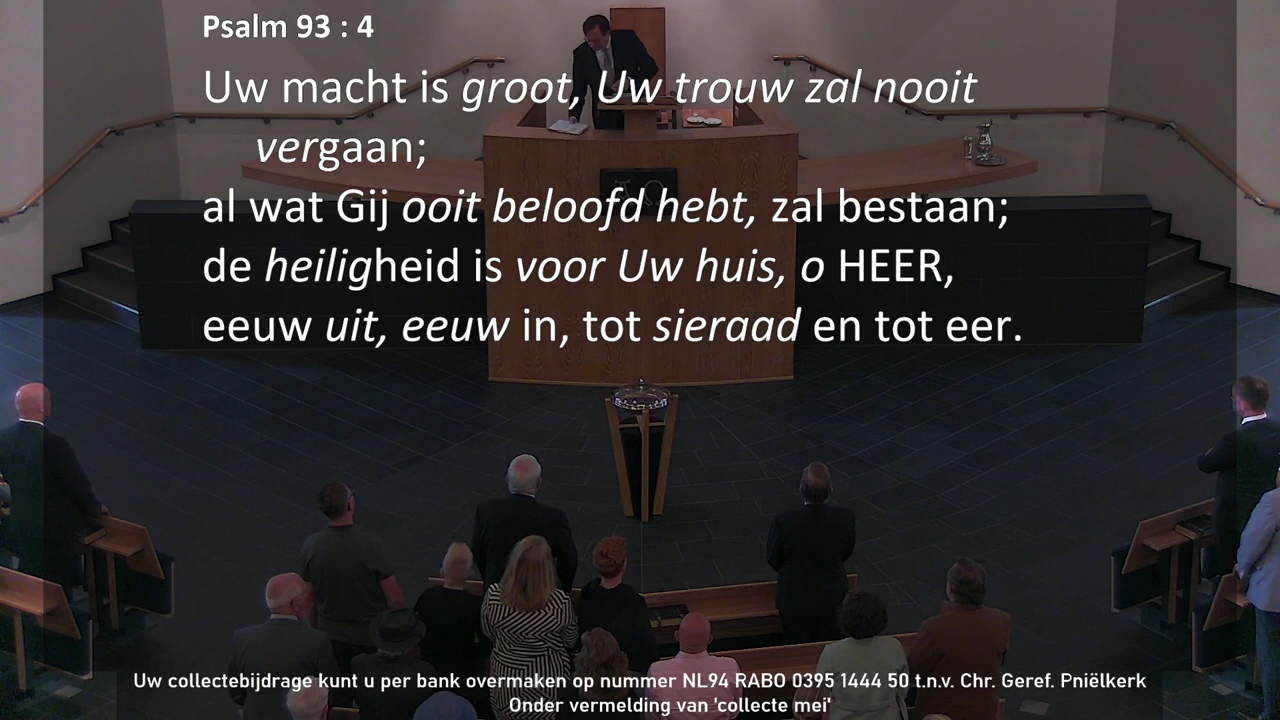 Psalm 93 : 4
Uw macht is groot, Uw trouw zal nooit
vergaan;
al wat Gij ooit beloofd hebt, zal bestaan;
de heiligheid is voor Uw huis, o HEER,
eeuw uit, eeuw in, tot sieraad en tot eer.
Uw collectebijdrage kunt u per bank overmaken op nummer NL94 RABO 0395 1444 50 t.n.v. Chr. Geref. Pniëlkerk
Onder vermelding van 'collecte mei'